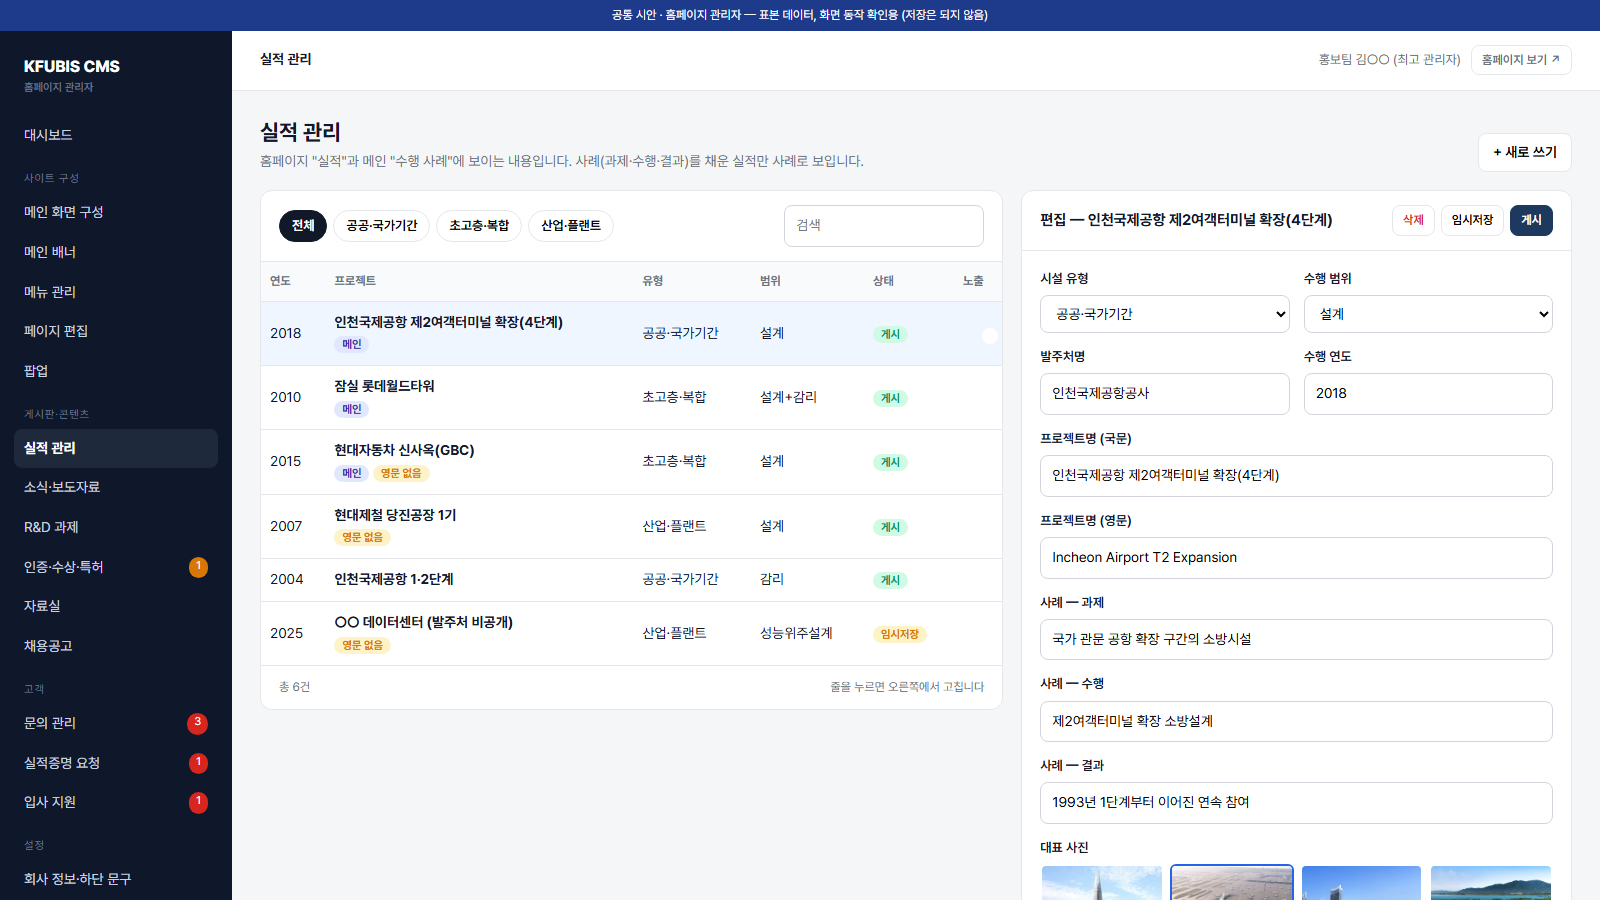 공통 시안 · 홈페이지 관리자 — 표본 데이터, 화면 동작 확인용 (저장은 되지 않음)
KFUBIS CMS
홈페이지 관리자
대시보드
사이트 구성
메인 화면 구성
메인 배너
메뉴 관리
페이지 편집
팝업
게시판·콘텐츠
실적 관리
소식·보도자료
R&D 과제
인증·수상·특허 1
자료실
채용공고
고객
문의 관리 3
실적증명 요청 1
입사 지원 1
설정
회사 정보·하단 문구
실적 관리
홍보팀 김○○ (최고 관리자) 홈페이지 보기 ↗
실적 관리
홈페이지 "실적"과 메인 "수행 사례"에 보이는 내용입니다. 사례(과제·수행·결과)를 채운 실적만 사례로 보입니다.
+ 새로 쓰기
전체 공공·국가기간 초고층·복합 산업·플랜트 검색
연도 프로젝트 유형 범위 상태 노출
2018 인천국제공항 제2여객터미널 확장(4단계) 공공·국가기간 설계 게시
메인
2010 잠실 롯데월드타워 초고층·복합 설계+감리 게시
메인
2015 현대자동차 신사옥(GBC) 초고층·복합 설계 게시
메인 영문 없음
2007 현대제철 당진공장 1기 산업·플랜트 설계 게시
영문 없음
2004 인천국제공항 1·2단계 공공·국가기간 감리 게시
2025 ○○ 데이터센터 (발주처 비공개) 산업·플랜트 성능위주설계 임시저장
영문 없음
총 6건 줄을 누르면 오른쪽에서 고칩니다
편집 — 인천국제공항 제2여객터미널 확장(4단계) 삭제 임시저장 게시
시설 유형 수행 범위
공공·국가기간 설계
발주처명 수행 연도
인천국제공항공사 2018
프로젝트명 (국문)
인천국제공항 제2여객터미널 확장(4단계)
프로젝트명 (영문)
Incheon Airport T2 Expansion
사례 — 과제
국가 관문 공항 확장 구간의 소방시설
사례 — 수행
제2여객터미널 확장 소방설계
사례 — 결과
1993년 1단계부터 이어진 연속 참여
대표 사진